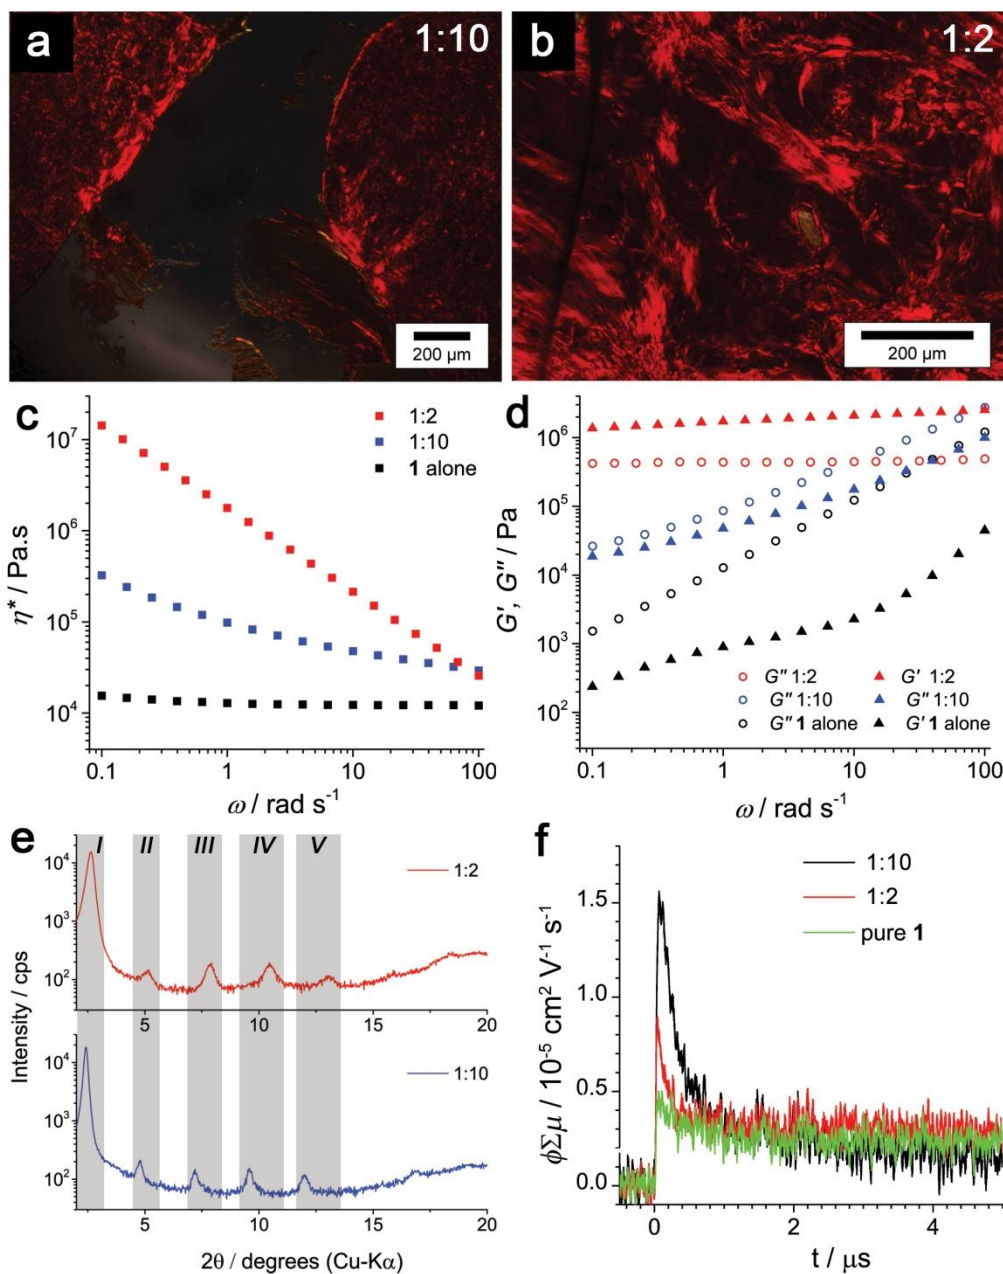 a
1:10
200 μm
b
1:2
200 μm
c
10⁷
10⁶
10⁵
10⁴
η* / Pa.s
1:2
1:10
1 alone
0.1
1
10
100
ω / rad s⁻¹
d
10⁶
10⁵
10⁴
10³
10²
G', G'' / Pa
G'' 1:2
G' 1:2
G'' 1:10
G'' 1:10
G'' 1 alone
G' 1 alone
0.1
1
10
100
ω / rad s⁻¹
e
I
II
III
IV
V
1:2
10⁴
10³
10²
5
10
15
20
1:10
10⁴
10³
10²
5
10
15
20
Intensity / cps
2θ / degrees (Cu-Kα)
f
1:10
1:2
pure 1
1.5
1.0
0.5
0.0
ϕΣμ / 10⁻⁵ cm² V⁻¹ s⁻¹
0
2
4
t / μs